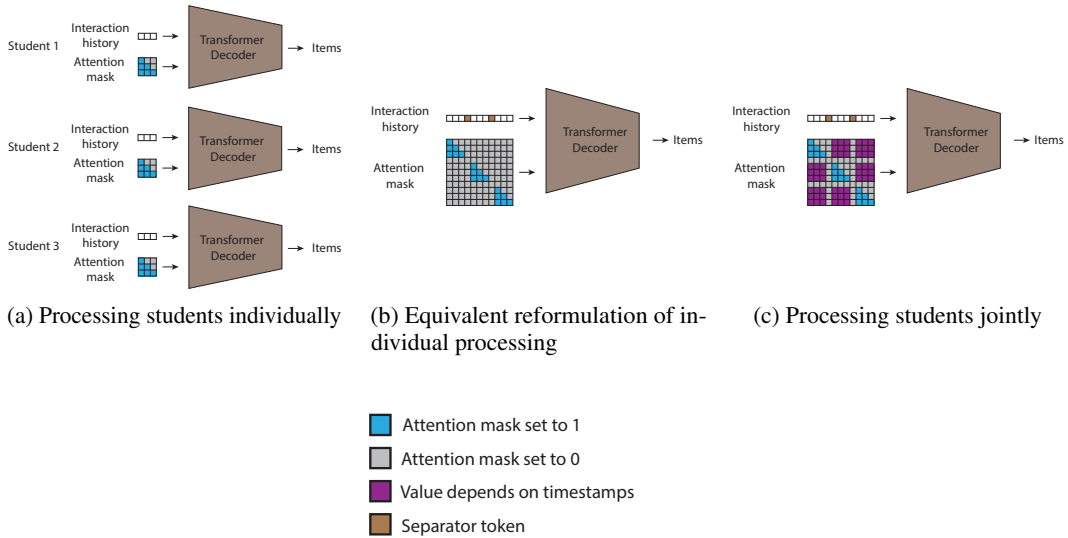 Student 1
Interaction
history
Attention
mask
Transformer
Decoder
Items
Student 2
Interaction
history
Attention
mask
Transformer
Decoder
Items
Student 3
Interaction
history
Attention
mask
Transformer
Decoder
Items
(a) Processing students individually
Interaction
history
Attention
mask
Transformer
Decoder
Items
(b) Equivalent reformulation of in-
dividual processing
Interaction
history
Attention
mask
Transformer
Decoder
Items
(c) Processing students jointly
Attention mask set to 1
Attention mask set to 0
Value depends on timestamps
Separator token